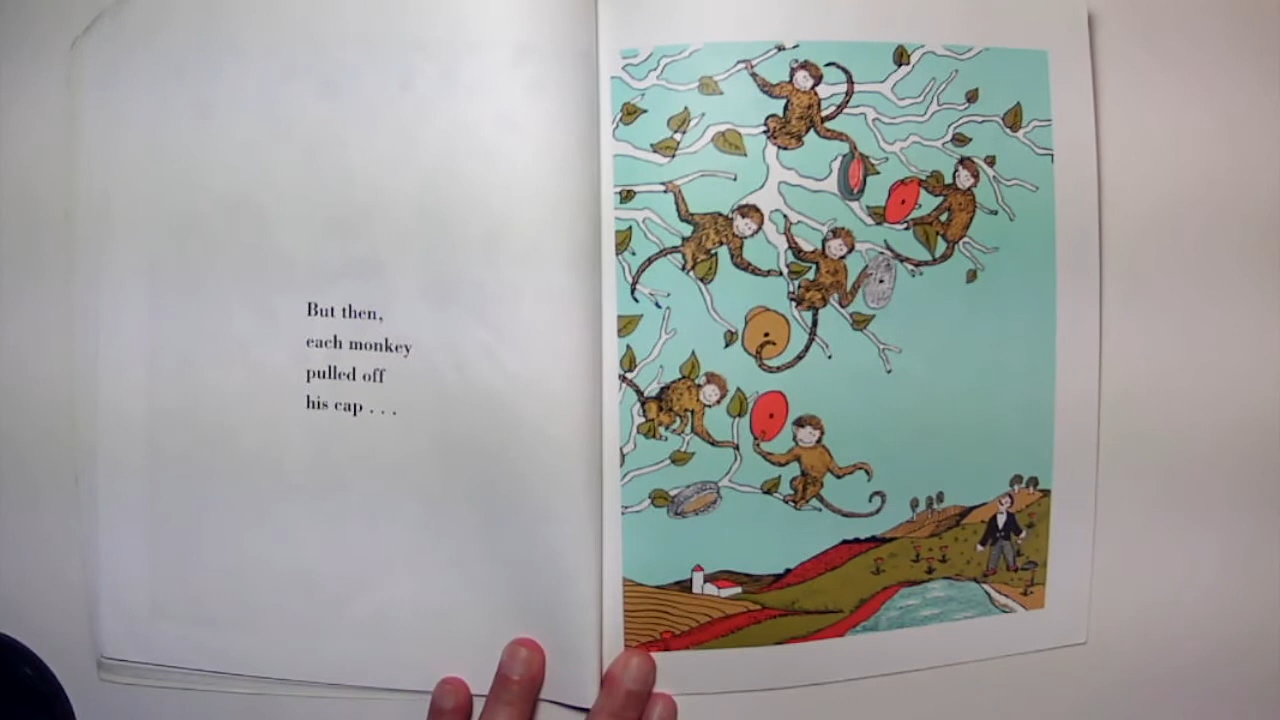 But then,
each monkey
pulled off
his cap . . .